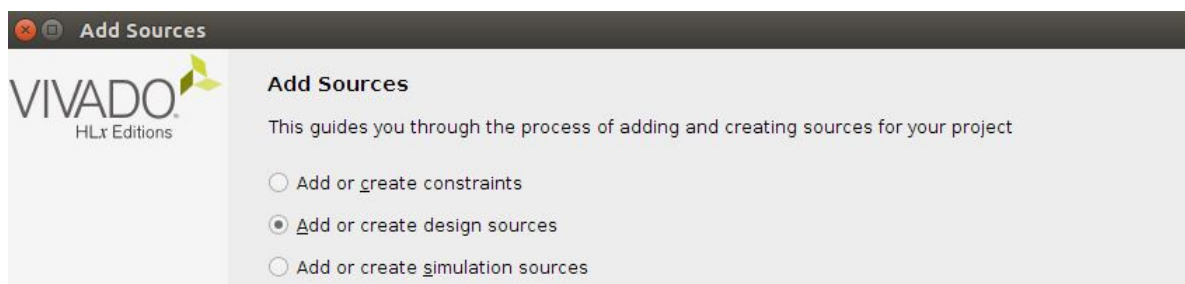 Add Sources
VIVADO.
HLx Editions
Add Sources
This guides you through the process of adding and creating sources for your project
Add or create constraints
Add or create design sources
Add or create simulation sources